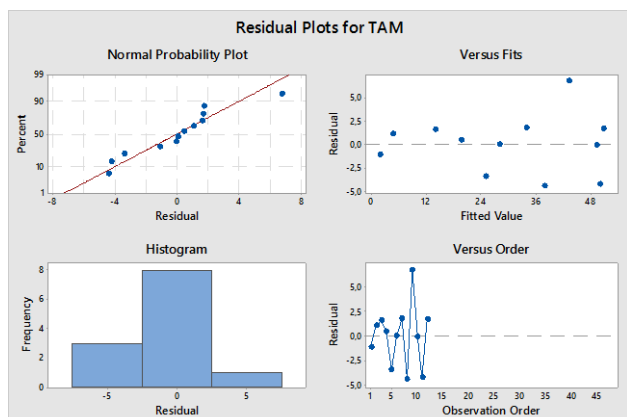 Residual Plots for TAM
Normal Probability Plot
99
90
50
10
1
Percent
-8 -4 0 4 8
Residual
Versus Fits
5,0
2,5
0,0
-2,5
-5,0
Residual
0 12 24 36 48
Fitted Value
Histogram
8
6
4
2
0
Frequency
-5 0 5
Residual
Versus Order
5,0
2,5
0,0
-2,5
-5,0
Residual
1 5 10 15 20 25 30 35 40 45
Observation Order